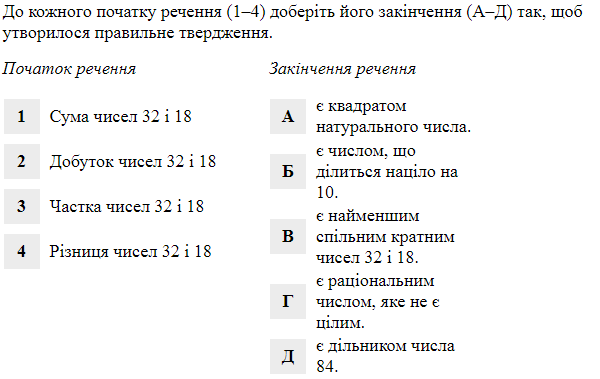 До кожного початку речення (1–4) доберіть його закінчення (А–Д) так, щоб
утворилося правильне твердження.
Початок речення
Закінчення речення
1 Сума чисел 32 і 18
2 Добуток чисел 32 і 18
3 Частка чисел 32 і 18
4 Різниця чисел 32 і 18
А є квадратом
натурального числа.
Б є числом, що
ділиться націло на
10.
В є найменшим
спільним кратним
чисел 32 і 18.
Г є раціональним
числом, яке не є
цілим.
Д є дільником числа
84.